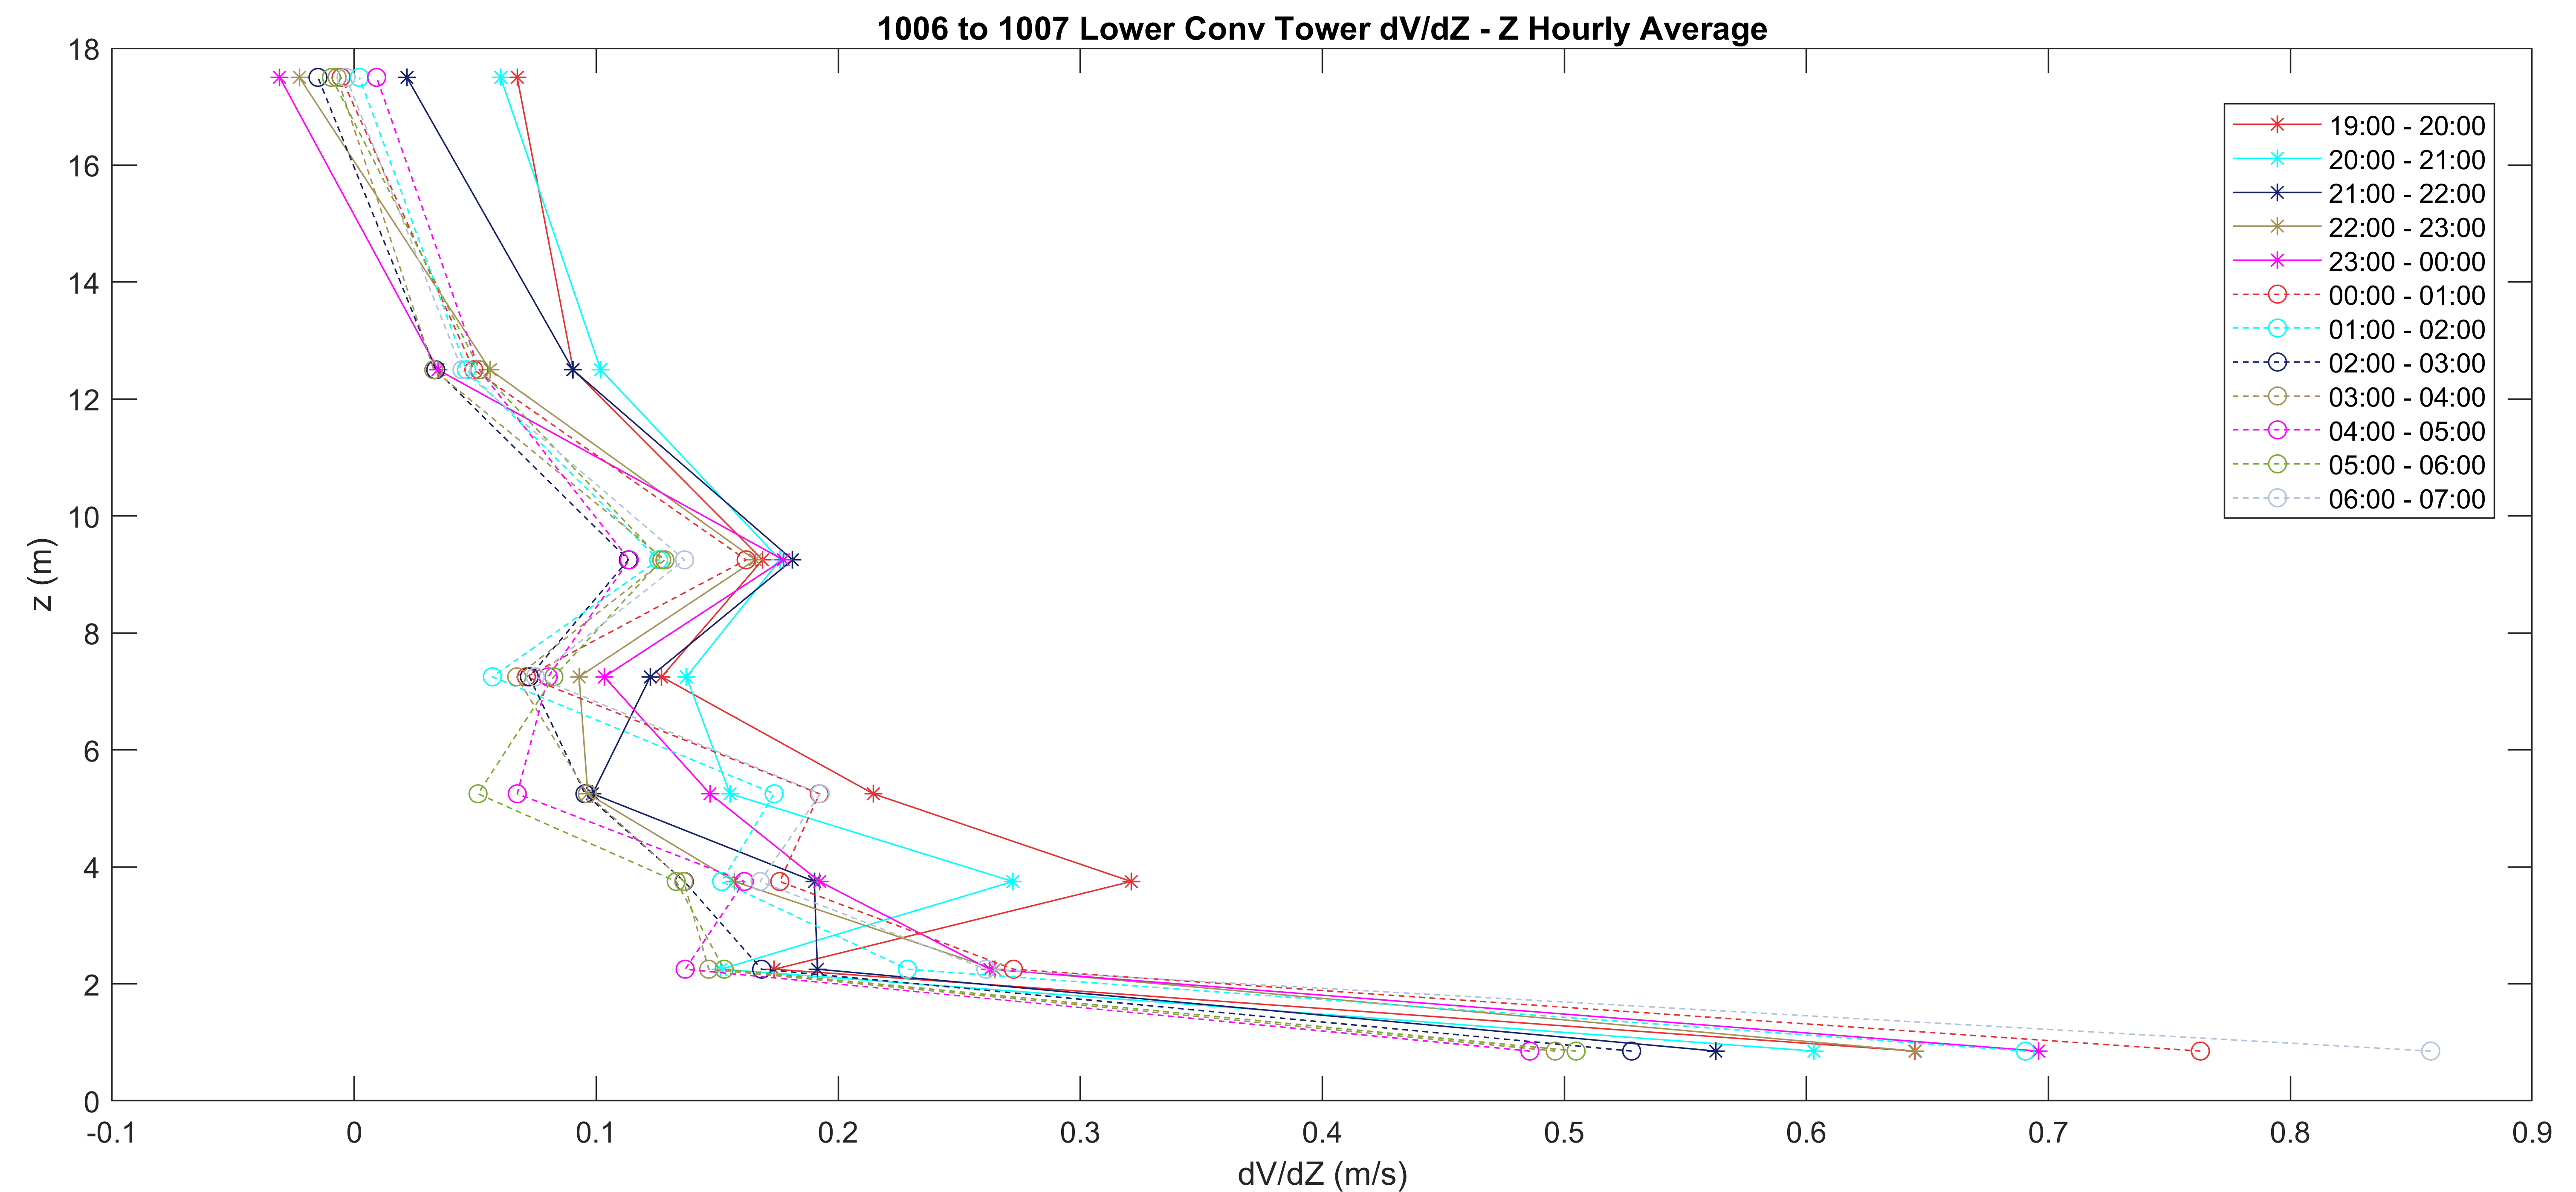 1006 to 1007 Lower Conv Tower dV/dZ - Z Hourly Average
18
16
14
12
10
8
6
4
2
0
z (m)
-0.1 0 0.1 0.2 0.3 0.4 0.5 0.6 0.7 0.8 0.9
dV/dZ (m/s)
19:00 - 20:00
20:00 - 21:00
21:00 - 22:00
22:00 - 23:00
23:00 - 00:00
00:00 - 01:00
01:00 - 02:00
02:00 - 03:00
03:00 - 04:00
04:00 - 05:00
05:00 - 06:00
06:00 - 07:00